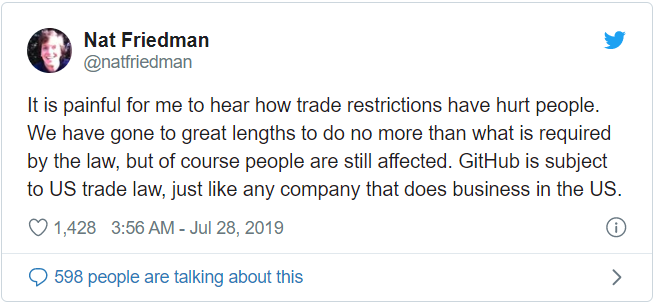 Nat Friedman
@natfriedman
It is painful for me to hear how trade restrictions have hurt people.
We have gone to great lengths to do no more than what is required
by the law, but of course people are still affected. GitHub is subject
to US trade law, just like any company that does business in the US.
1,428 3:56 AM - Jul 28, 2019
598 people are talking about this